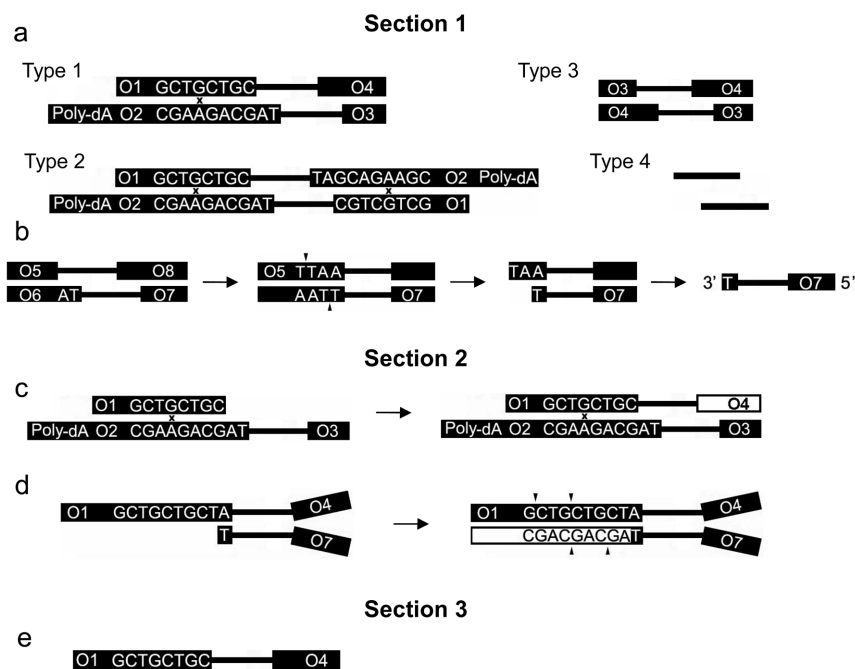 Section 1
a
Type 1
O1 GCTGCTGC O4
x
Poly-dA O2 CGAAGACGAT O3
Type 3
O3 O4
O4 O3
Type 2
O1 GCTGCTGC TAGCAGAAGC O2 Poly-dA
x x
Poly-dA O2 CGAAGACGAT CGTCGTCG O1
Type 4
b
O5 O8
O6 AT O7
O5 TTAA
AATT O7
TAA
T O7
3' T O7 5'
Section 2
c
O1 GCTGCTGC
x
Poly-dA O2 CGAAGACGAT O3
O1 GCTGCTGC O4
x
Poly-dA O2 CGAAGACGAT O3
d
O1 GCTGCTGCTA O4
T O7
O1 GCTGCTGCTA O4
CGACGACGAT O7
Section 3
e
O1 GCTGCTGC O4